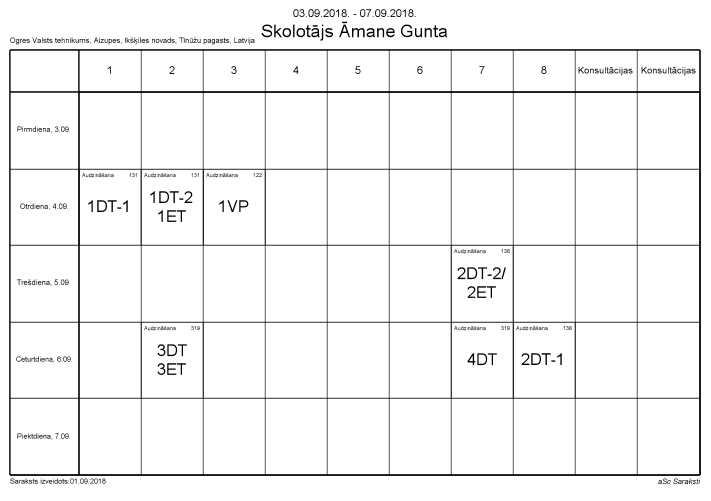 03.09.2018. - 07.09.2018.
Skolotājs Āmane Gunta
Ogres Valsts tehnikums, Aizupes, Ikšķiles novads, Tīnūžu pagasts, Latvija
1 2 3 4 5 6 7 8 Konsultācijas Konsultācijas
Pirmdiena, 3.09.
Audzināšana 131 Audzināšana 131 Audzināšana 122
Otrdiena, 4.09. 1DT-1 1DT-2 1VP
1ET
Audzināšana 138
Trešdiena, 5.09. 2DT-2/
2ET
Audzināšana 319 Audzināšana 319 Audzināšana 138
Ceturtdiena, 6.09. 3DT 4DT 2DT-1
3ET
Piektdiena, 7.09.
Saraksts izveidots:01.09.2018 aSc Saraksti